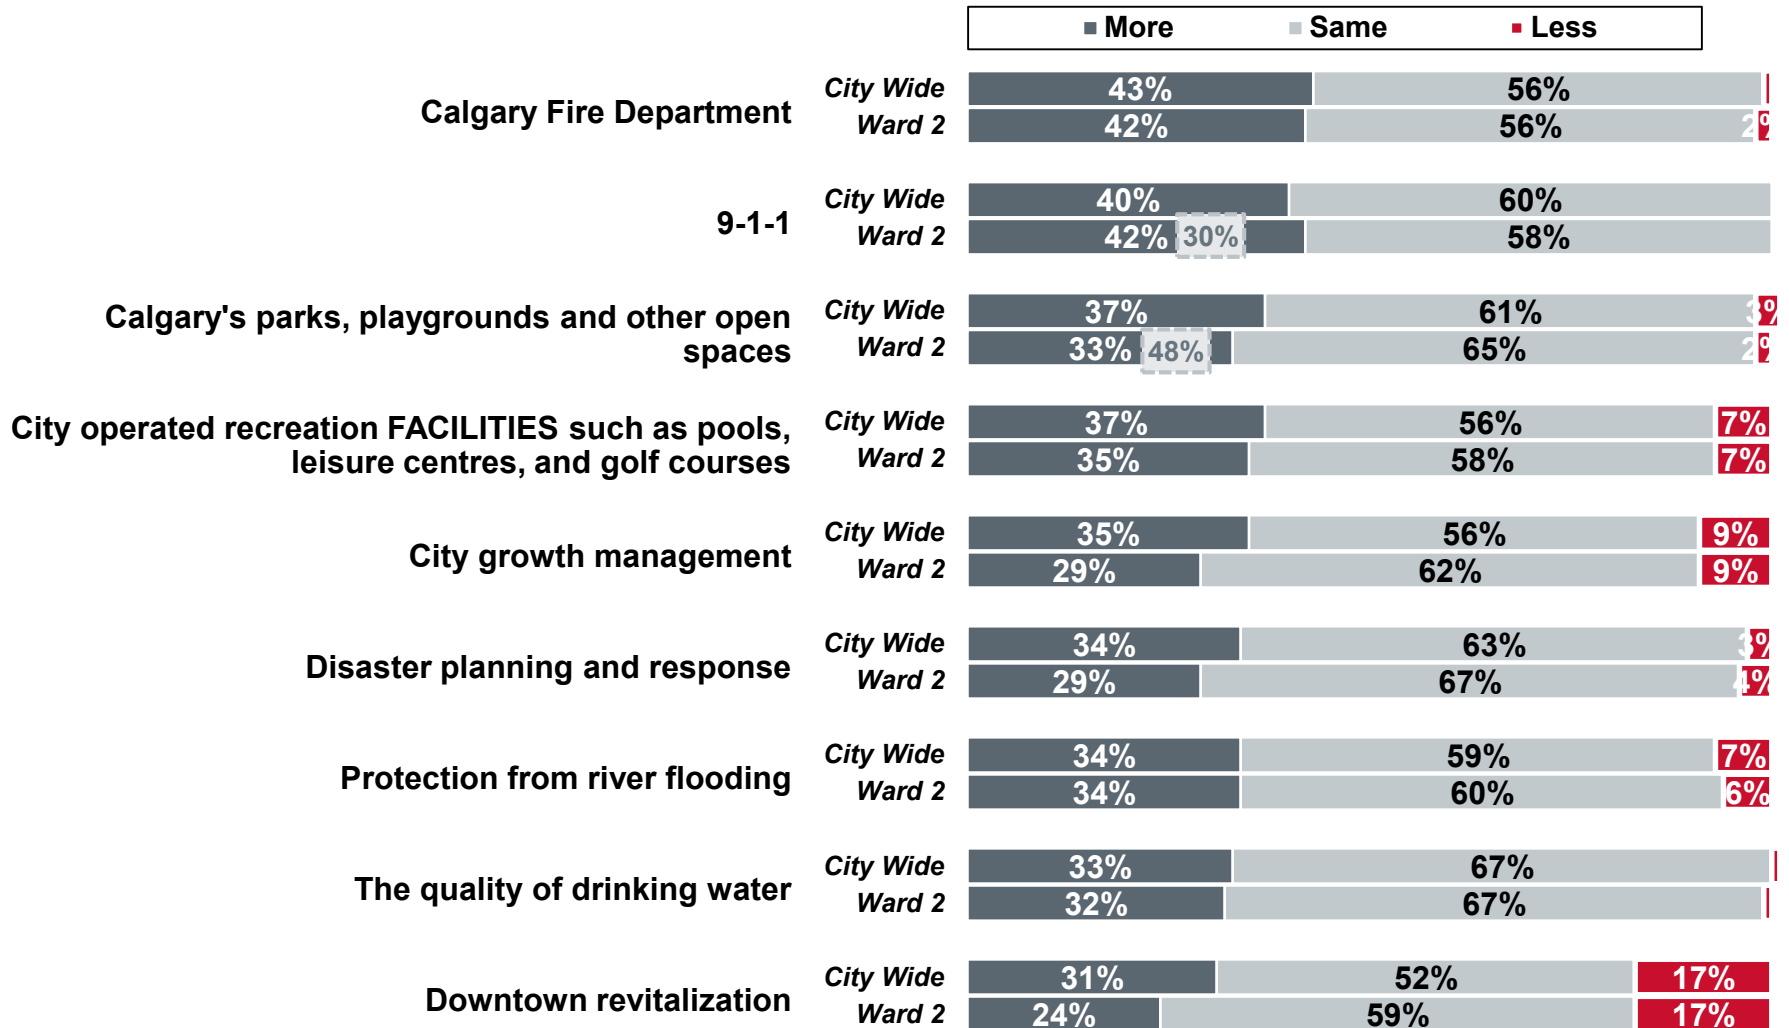 More Same Less
City Wide 43% 56%
Calgary Fire Department
Ward 2 42% 56% 2%
City Wide 40% 60%
9-1-1
Ward 2 42% 30% 58%
City Wide 37% 61% 3%
Calgary's parks, playgrounds and other open
spaces
Ward 2 33% 48% 65% 2%
City Wide 37% 56% 7%
City operated recreation FACILITIES such as pools,
leisure centres, and golf courses
Ward 2 35% 58% 7%
City Wide 35% 56% 9%
City growth management
Ward 2 29% 62% 9%
City Wide 34% 63% 3%
Disaster planning and response
Ward 2 29% 67% 4%
City Wide 34% 59% 7%
Protection from river flooding
Ward 2 34% 60% 6%
City Wide 33% 67%
The quality of drinking water
Ward 2 32% 67%
City Wide 31% 52% 17%
Downtown revitalization
Ward 2 24% 59% 17%